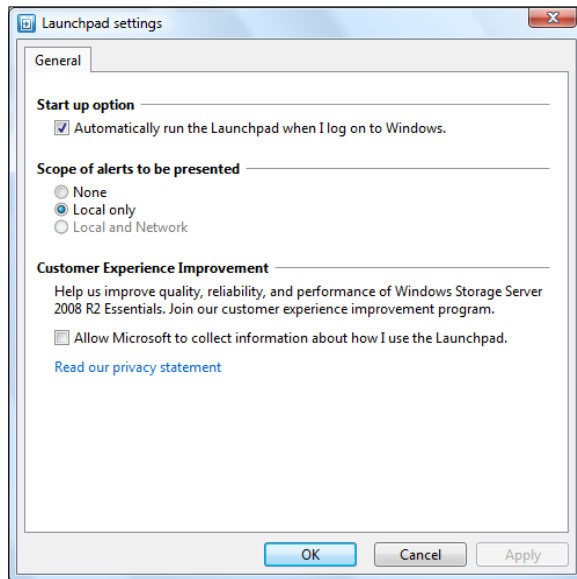 Launchpad settings
General
Start up option
Automatically run the Launchpad when I log on to Windows.
Scope of alerts to be presented
None
Local only
Local and Network
Customer Experience Improvement
Help us improve quality, reliability, and performance of Windows Storage Server
2008 R2 Essentials. Join our customer experience improvement program.
Allow Microsoft to collect information about how I use the Launchpad.
Read our privacy statement
OK Cancel Apply